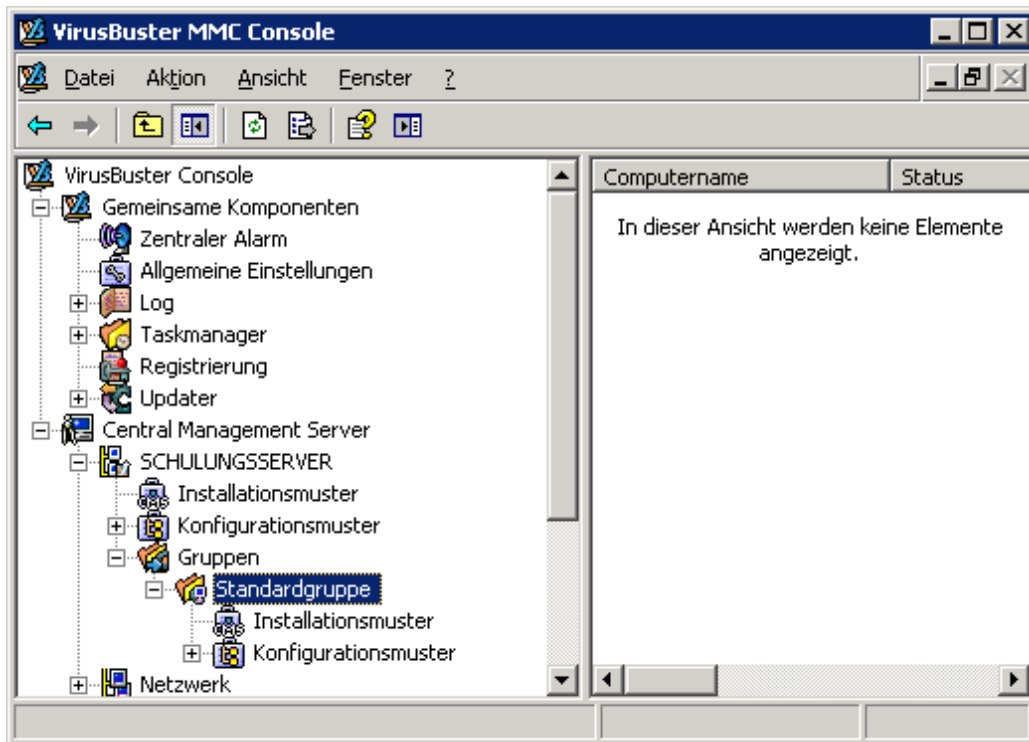 VirusBuster MMC Console
Datei Aktion Ansicht Fenster ?
VirusBuster Console
Gemeinsame Komponenten
Zentraler Alarm
Allgemeine Einstellungen
Log
Taskmanager
Registrierung
Updater
Central Management Server
SCHULUNGSSERVER
Installationsmuster
Konfigurationsmuster
Gruppen
Standardgruppe
Installationsmuster
Konfigurationsmuster
Netzwerk
Computername Status
In dieser Ansicht werden keine Elemente
angezeigt.